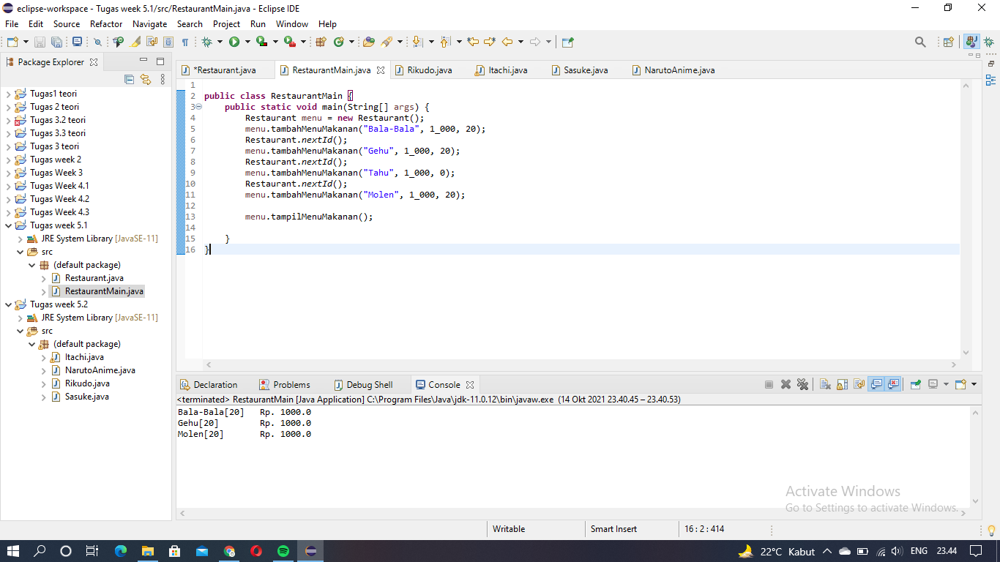 eclipse-workspace - Tugas week 5.1/src/RestaurantMain.java - Eclipse IDE
File Edit Source Refactor Navigate Search Project Run Window Help
Package Explorer
Tugas1 teori
Tugas 2 teori
Tugas 3.2 teori
Tugas 3.3 teori
Tugas 3 teori
Tugas week 2
Tugas Week 3
Tugas Week 4.1
Tugas Week 4.2
Tugas Week 4.3
Tugas week 5.1
JRE System Library [JavaSE-11]
src
(default package)
Restaurant.java
RestaurantMain.java
Tugas week 5.2
JRE System Library [JavaSE-11]
src
(default package)
Itachi.java
NarutoAnime.java
Rikudo.java
Sasuke.java
*Restaurant.java RestaurantMain.java Rikudo.java Itachi.java Sasuke.java NarutoAnime.java
1
2 public class RestaurantMain {
3 public static void main(String[] args) {
4 Restaurant menu = new Restaurant();
5 menu.tambahMenuMakanan("Bala-Bala", 1_000, 20);
6 Restaurant.nextId();
7 menu.tambahMenuMakanan("Gehu", 1_000, 20);
8 Restaurant.nextId();
9 menu.tambahMenuMakanan("Tahu", 1_000, 0);
10 Restaurant.nextId();
11 menu.tambahMenuMakanan("Molen", 1_000, 20);
12
13 menu.tampilMenuMakanan();
14
15 }
16 }
Declaration Problems Debug Shell Console
<terminated> RestaurantMain [Java Application] C:\Program Files\Java\jdk-11.0.12\bin\javaw.exe (14 Okt 2021 23.40.45 – 23.40.53)
Bala-Bala[20] Rp. 1000.0
Gehu[20] Rp. 1000.0
Molen[20] Rp. 1000.0
Activate Windows
Go to Settings to activate Windows.
Writable Smart Insert 16 : 2 : 414
22°C Kabut ENG 23.44